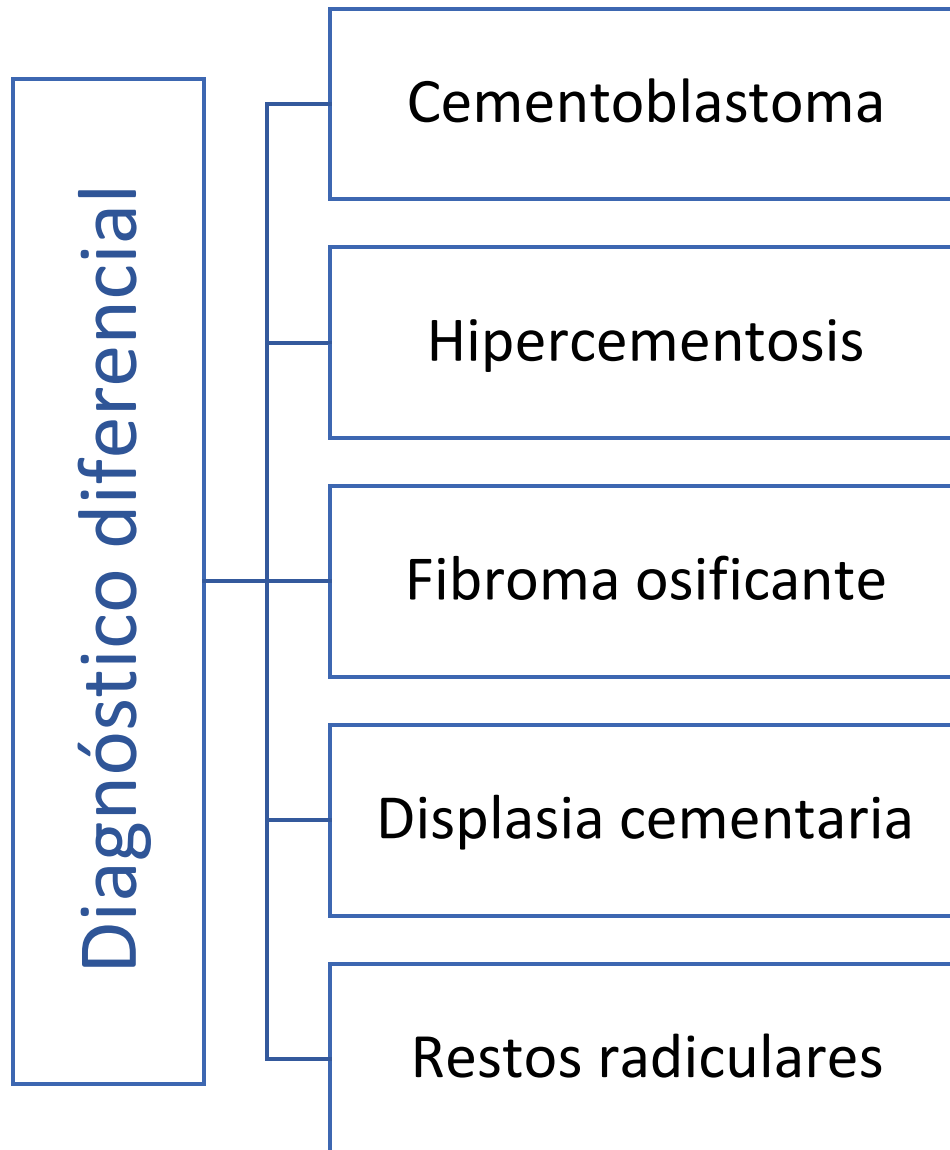 Diagnóstico diferencial
Cementoblastoma
Hipercementosis
Fibroma osificante
Displasia cementaria
Restos radiculares